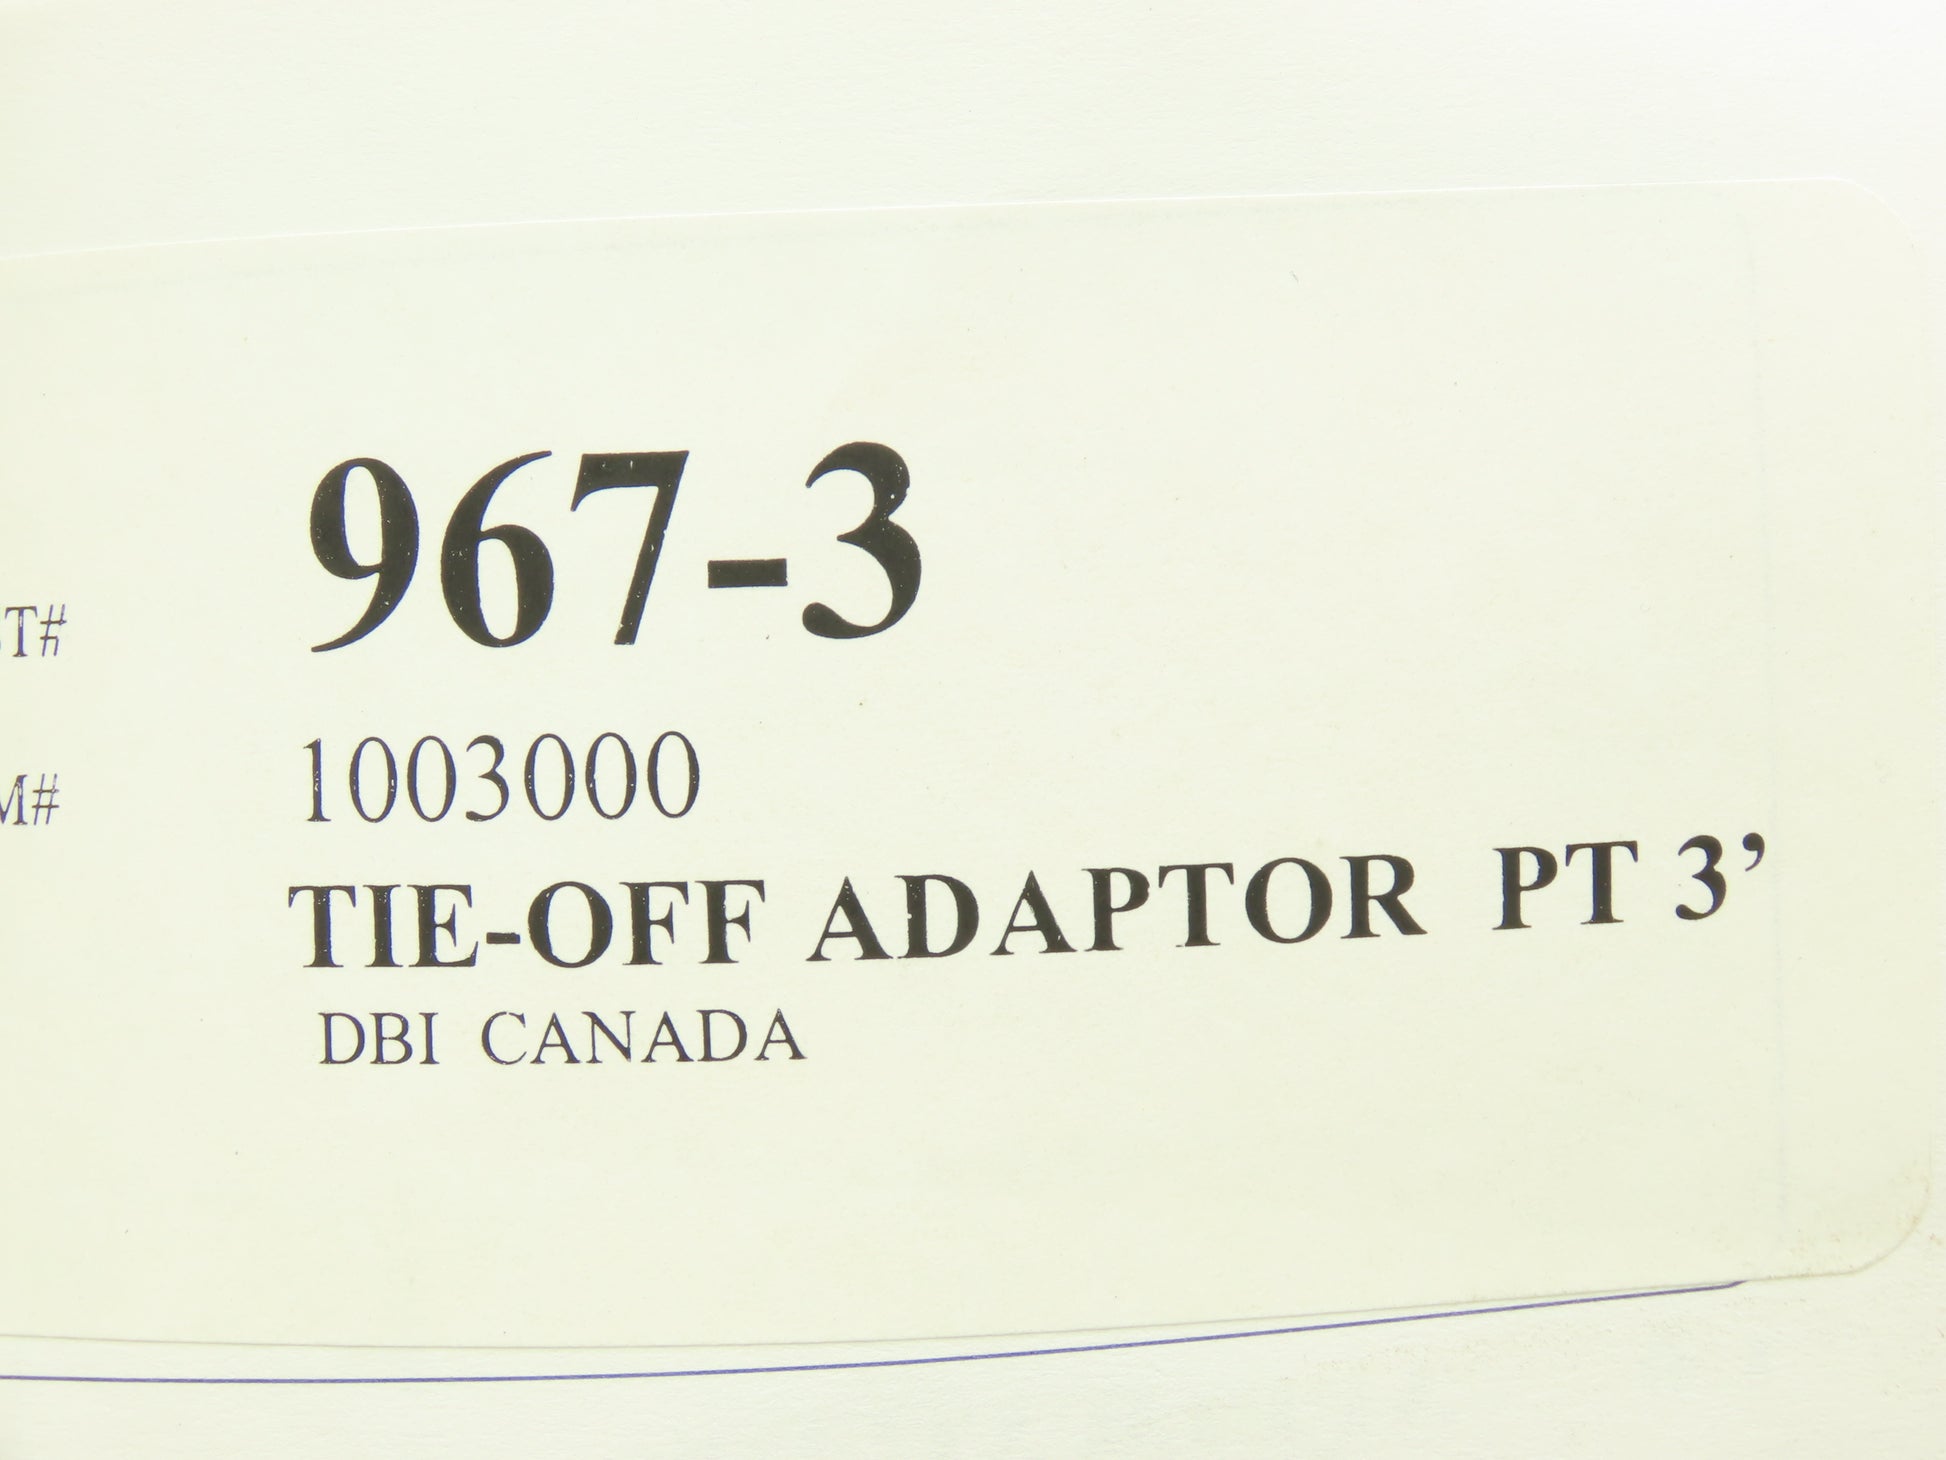 967-3
T#
1003000
M#
TIE-OFF ADAPTOR PT 3’
DBI CANADA